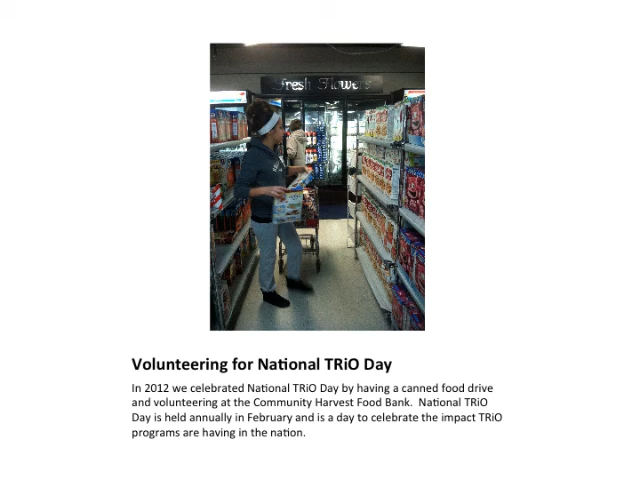 Fresh Flowers
Volunteering for National TRiO Day
In 2012 we celebrated National TRiO Day by having a canned food drive
and volunteering at the Community Harvest Food Bank.  National TRiO
Day is held annually in February and is a day to celebrate the impact TRiO
programs are having in the nation.